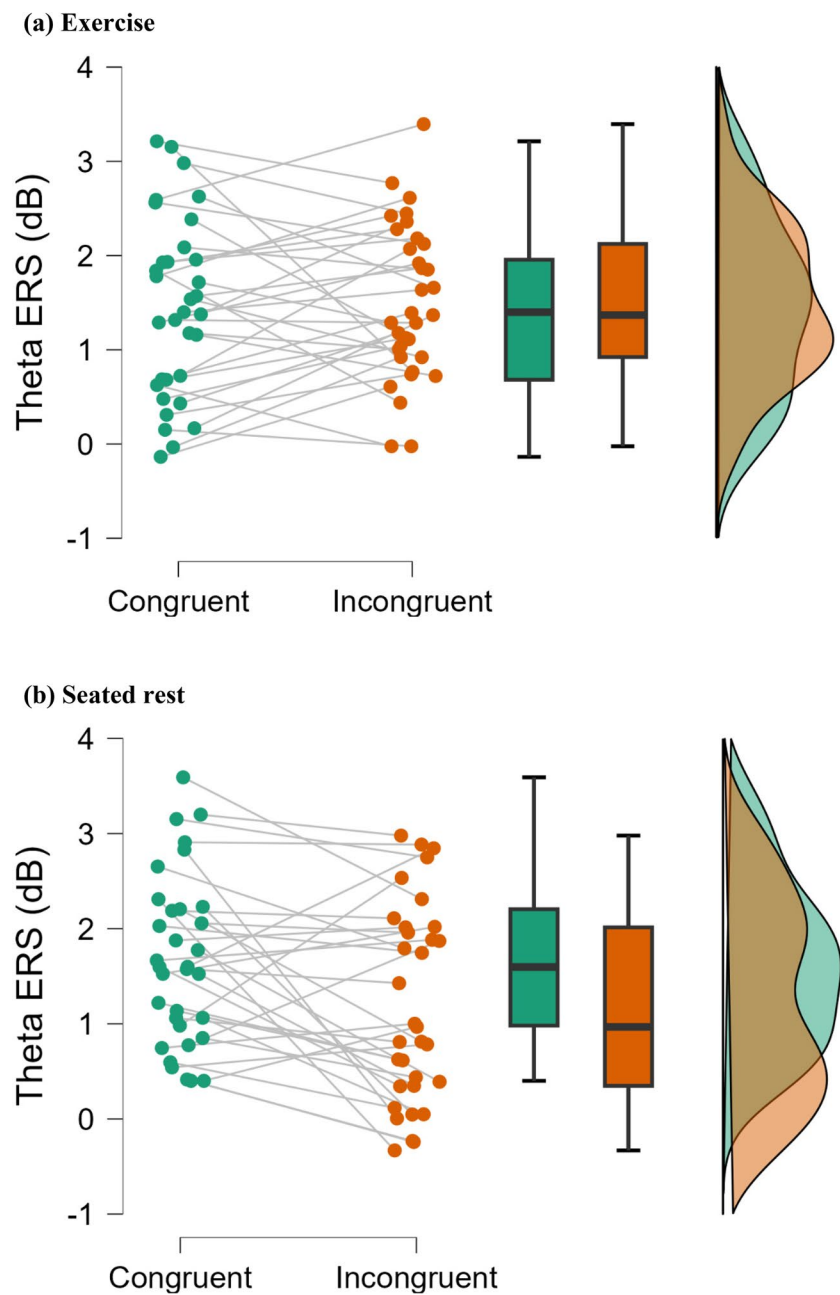 (a) Exercise
4
3
2
1
0
-1
Theta ERS (dB)
Congruent Incongruent
(b) Seated rest
4
3
2
1
0
-1
Theta ERS (dB)
Congruent Incongruent